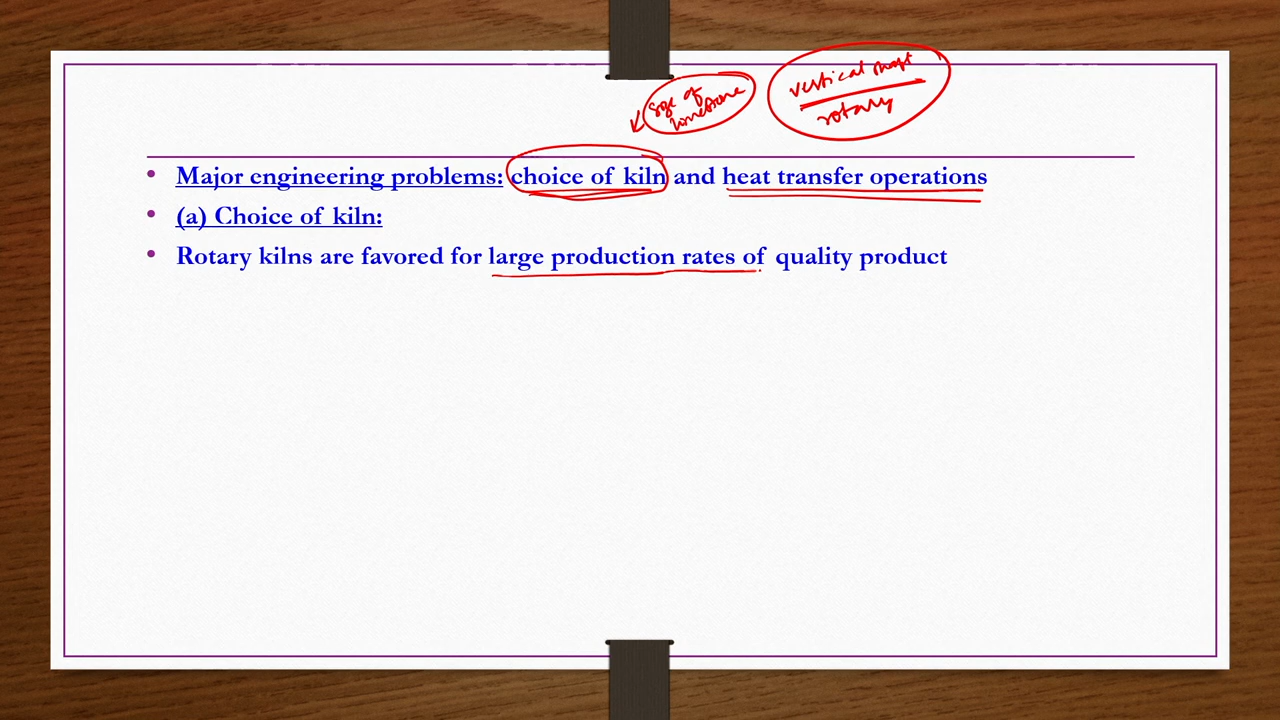 size of
limestone
vertical shaft
rotary
Major engineering problems: choice of kiln and heat transfer operations
(a) Choice of kiln:
Rotary kilns are favored for large production rates of quality product